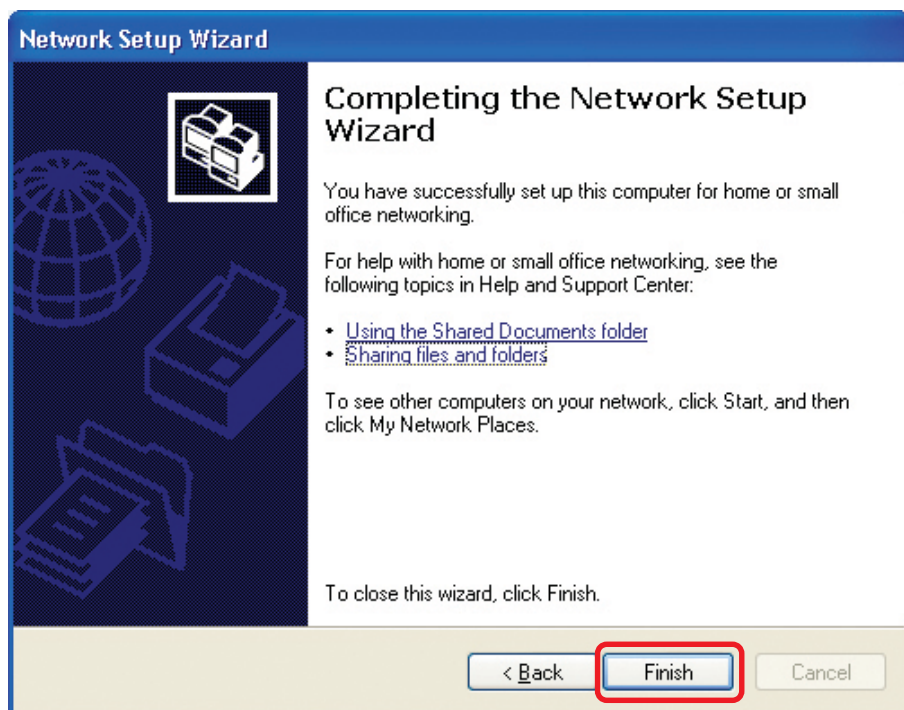 Network Setup Wizard
Completing the Network Setup
Wizard
You have successfully set up this computer for home or small
office networking.
For help with home or small office networking, see the
following topics in Help and Support Center:
• Using the Shared Documents folder
• Sharing files and folders
To see other computers on your network, click Start, and then
click My Network Places.
To close this wizard, click Finish.
< Back Finish Cancel